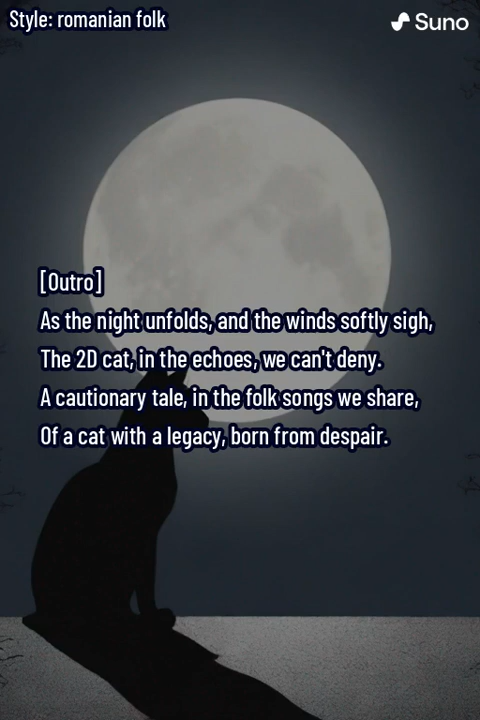 Style: romanian folk
Suno
[Outro]
As the night unfolds, and the winds softly sigh,
The 2D cat, in the echoes, we can't deny.
A cautionary tale, in the folk songs we share,
Of a cat with a legacy, born from despair.